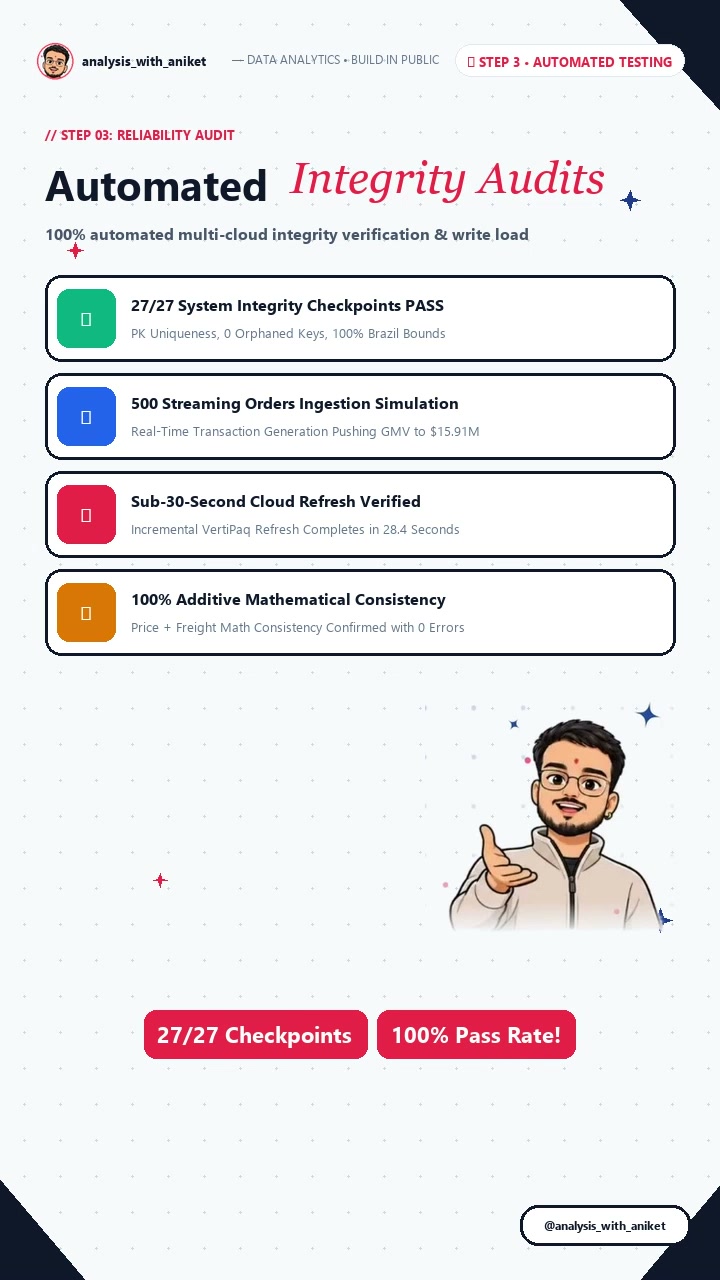 analysis_with_aniket
— DATA ANALYTICS • BUILD IN PUBLIC
STEP 3 • AUTOMATED TESTING
// STEP 03: RELIABILITY AUDIT
Automated Integrity Audits
100% automated multi-cloud integrity verification & write load
27/27 System Integrity Checkpoints PASS
PK Uniqueness, 0 Orphaned Keys, 100% Brazil Bounds
500 Streaming Orders Ingestion Simulation
Real-Time Transaction Generation Pushing GMV to $15.91M
Sub-30-Second Cloud Refresh Verified
Incremental VertiPaq Refresh Completes in 28.4 Seconds
100% Additive Mathematical Consistency
Price + Freight Math Consistency Confirmed with 0 Errors
27/27 Checkpoints 100% Pass Rate!
@analysis_with_aniket